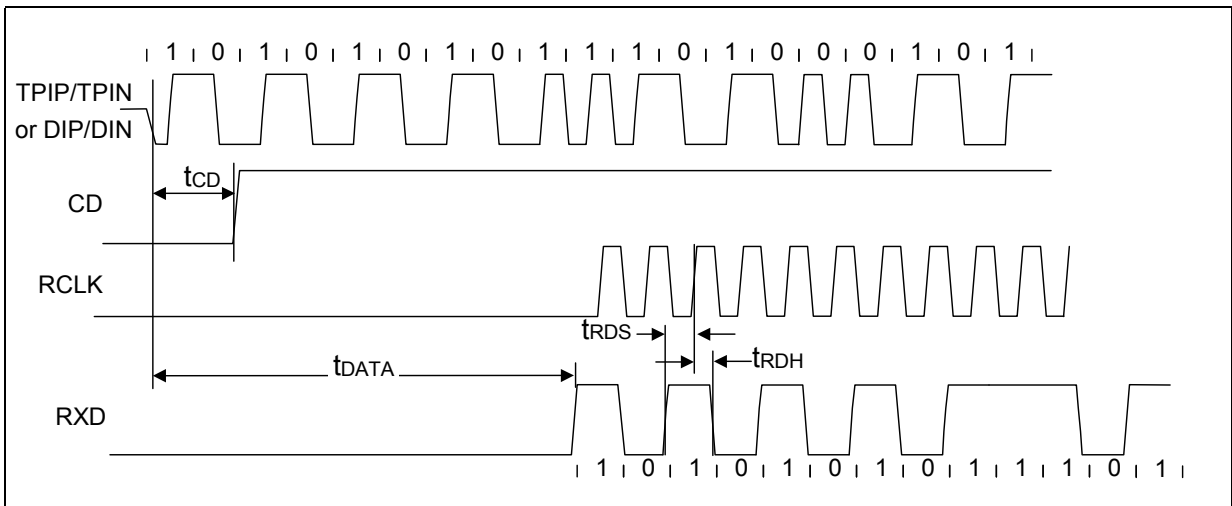 1 0 1 0 1 0 1 0 1 1 1 0 1 0 0 0 1 0 1
TPIP/TPIN
or DIP/DIN
tCD
CD
RCLK
tRDS
tRDH
tDATA
RXD
1 0 1 0 1 0 1 0 1 1 1 0 1